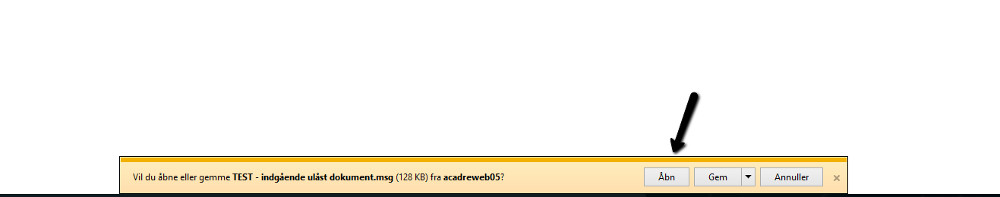 Vil du åbne eller gemme TEST - indgående ulåst dokument.msg (128 KB) fra acadreweb05? Åbn Gem Annuller